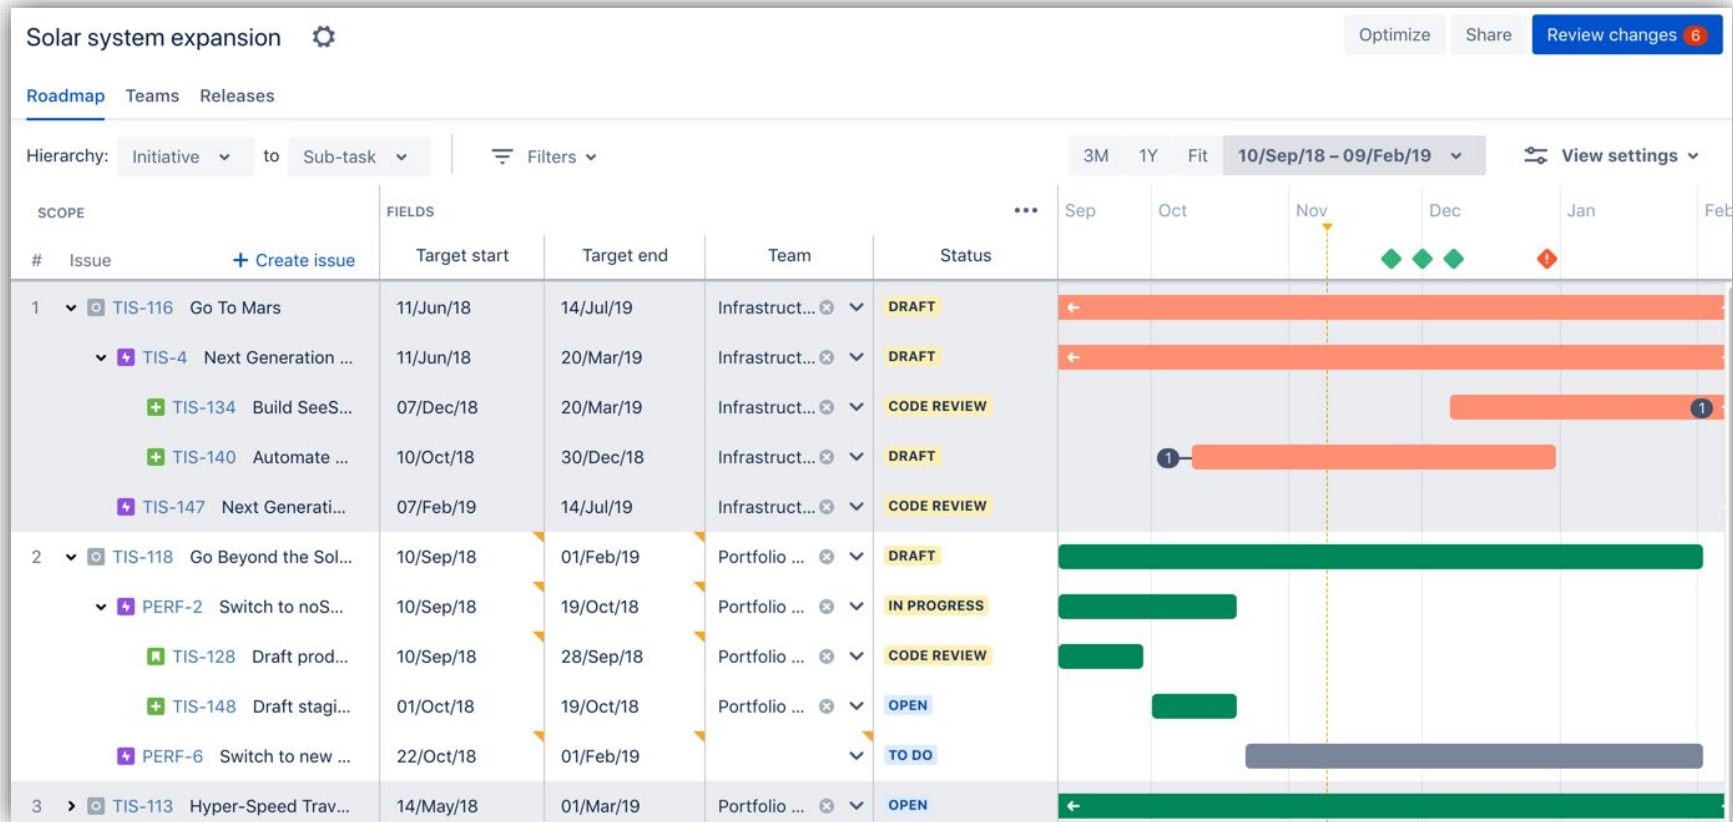 Solar system expansion Optimize Share Review changes 6
Roadmap Teams Releases
Hierarchy: Initiative to Sub-task Filters 3M 1Y Fit 10/Sep/18 – 09/Feb/19 View settings
SCOPE FIELDS ••• Sep Oct Nov Dec Jan Feb
# Issue + Create issue Target start Target end Team Status
1 TIS-116 Go To Mars 11/Jun/18 14/Jul/19 Infrastruct... DRAFT
TIS-4 Next Generation ... 11/Jun/18 20/Mar/19 Infrastruct... DRAFT
TIS-134 Build SeeS... 07/Dec/18 20/Mar/19 Infrastruct... CODE REVIEW 1
TIS-140 Automate ... 10/Oct/18 30/Dec/18 Infrastruct... DRAFT 1
TIS-147 Next Generati... 07/Feb/19 14/Jul/19 Infrastruct... CODE REVIEW
2 TIS-118 Go Beyond the Sol... 10/Sep/18 01/Feb/19 Portfolio ... DRAFT
PERF-2 Switch to noS... 10/Sep/18 19/Oct/18 Portfolio ... IN PROGRESS
TIS-128 Draft prod... 10/Sep/18 28/Sep/18 Portfolio ... CODE REVIEW
TIS-148 Draft stagi... 01/Oct/18 19/Oct/18 Portfolio ... OPEN
PERF-6 Switch to new ... 22/Oct/18 01/Feb/19 TO DO
3 TIS-113 Hyper-Speed Trav... 14/May/18 01/Mar/19 Portfolio ... OPEN